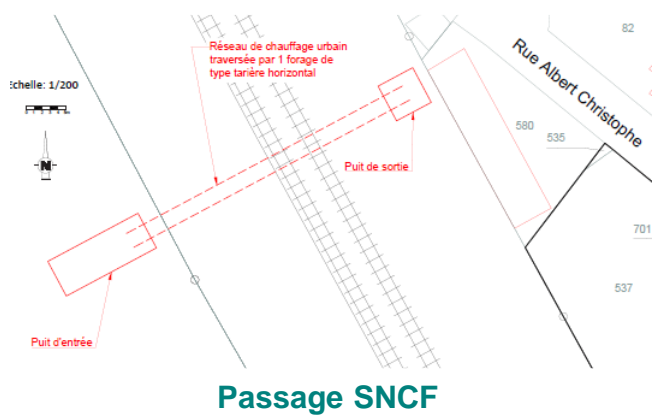 Réseau de chauffage urbain
traversée par 1 forage de
type tarière horizontal
82
Rue Albert Christophe
Échelle: 1/200
N
580
535
Puit de sortie
701
537
Puit d'entrée
Passage SNCF